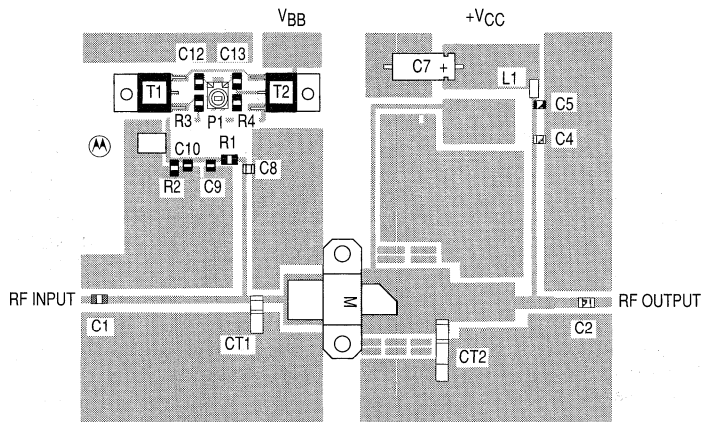 VBB
+VCC
C12 C13
C7 +
L1
T1
T2
C5
R3 P1 R4
C4
R1
C10
C8
R2 C9
M
RF INPUT
RF OUTPUT
C1
C2
CT1
CT2